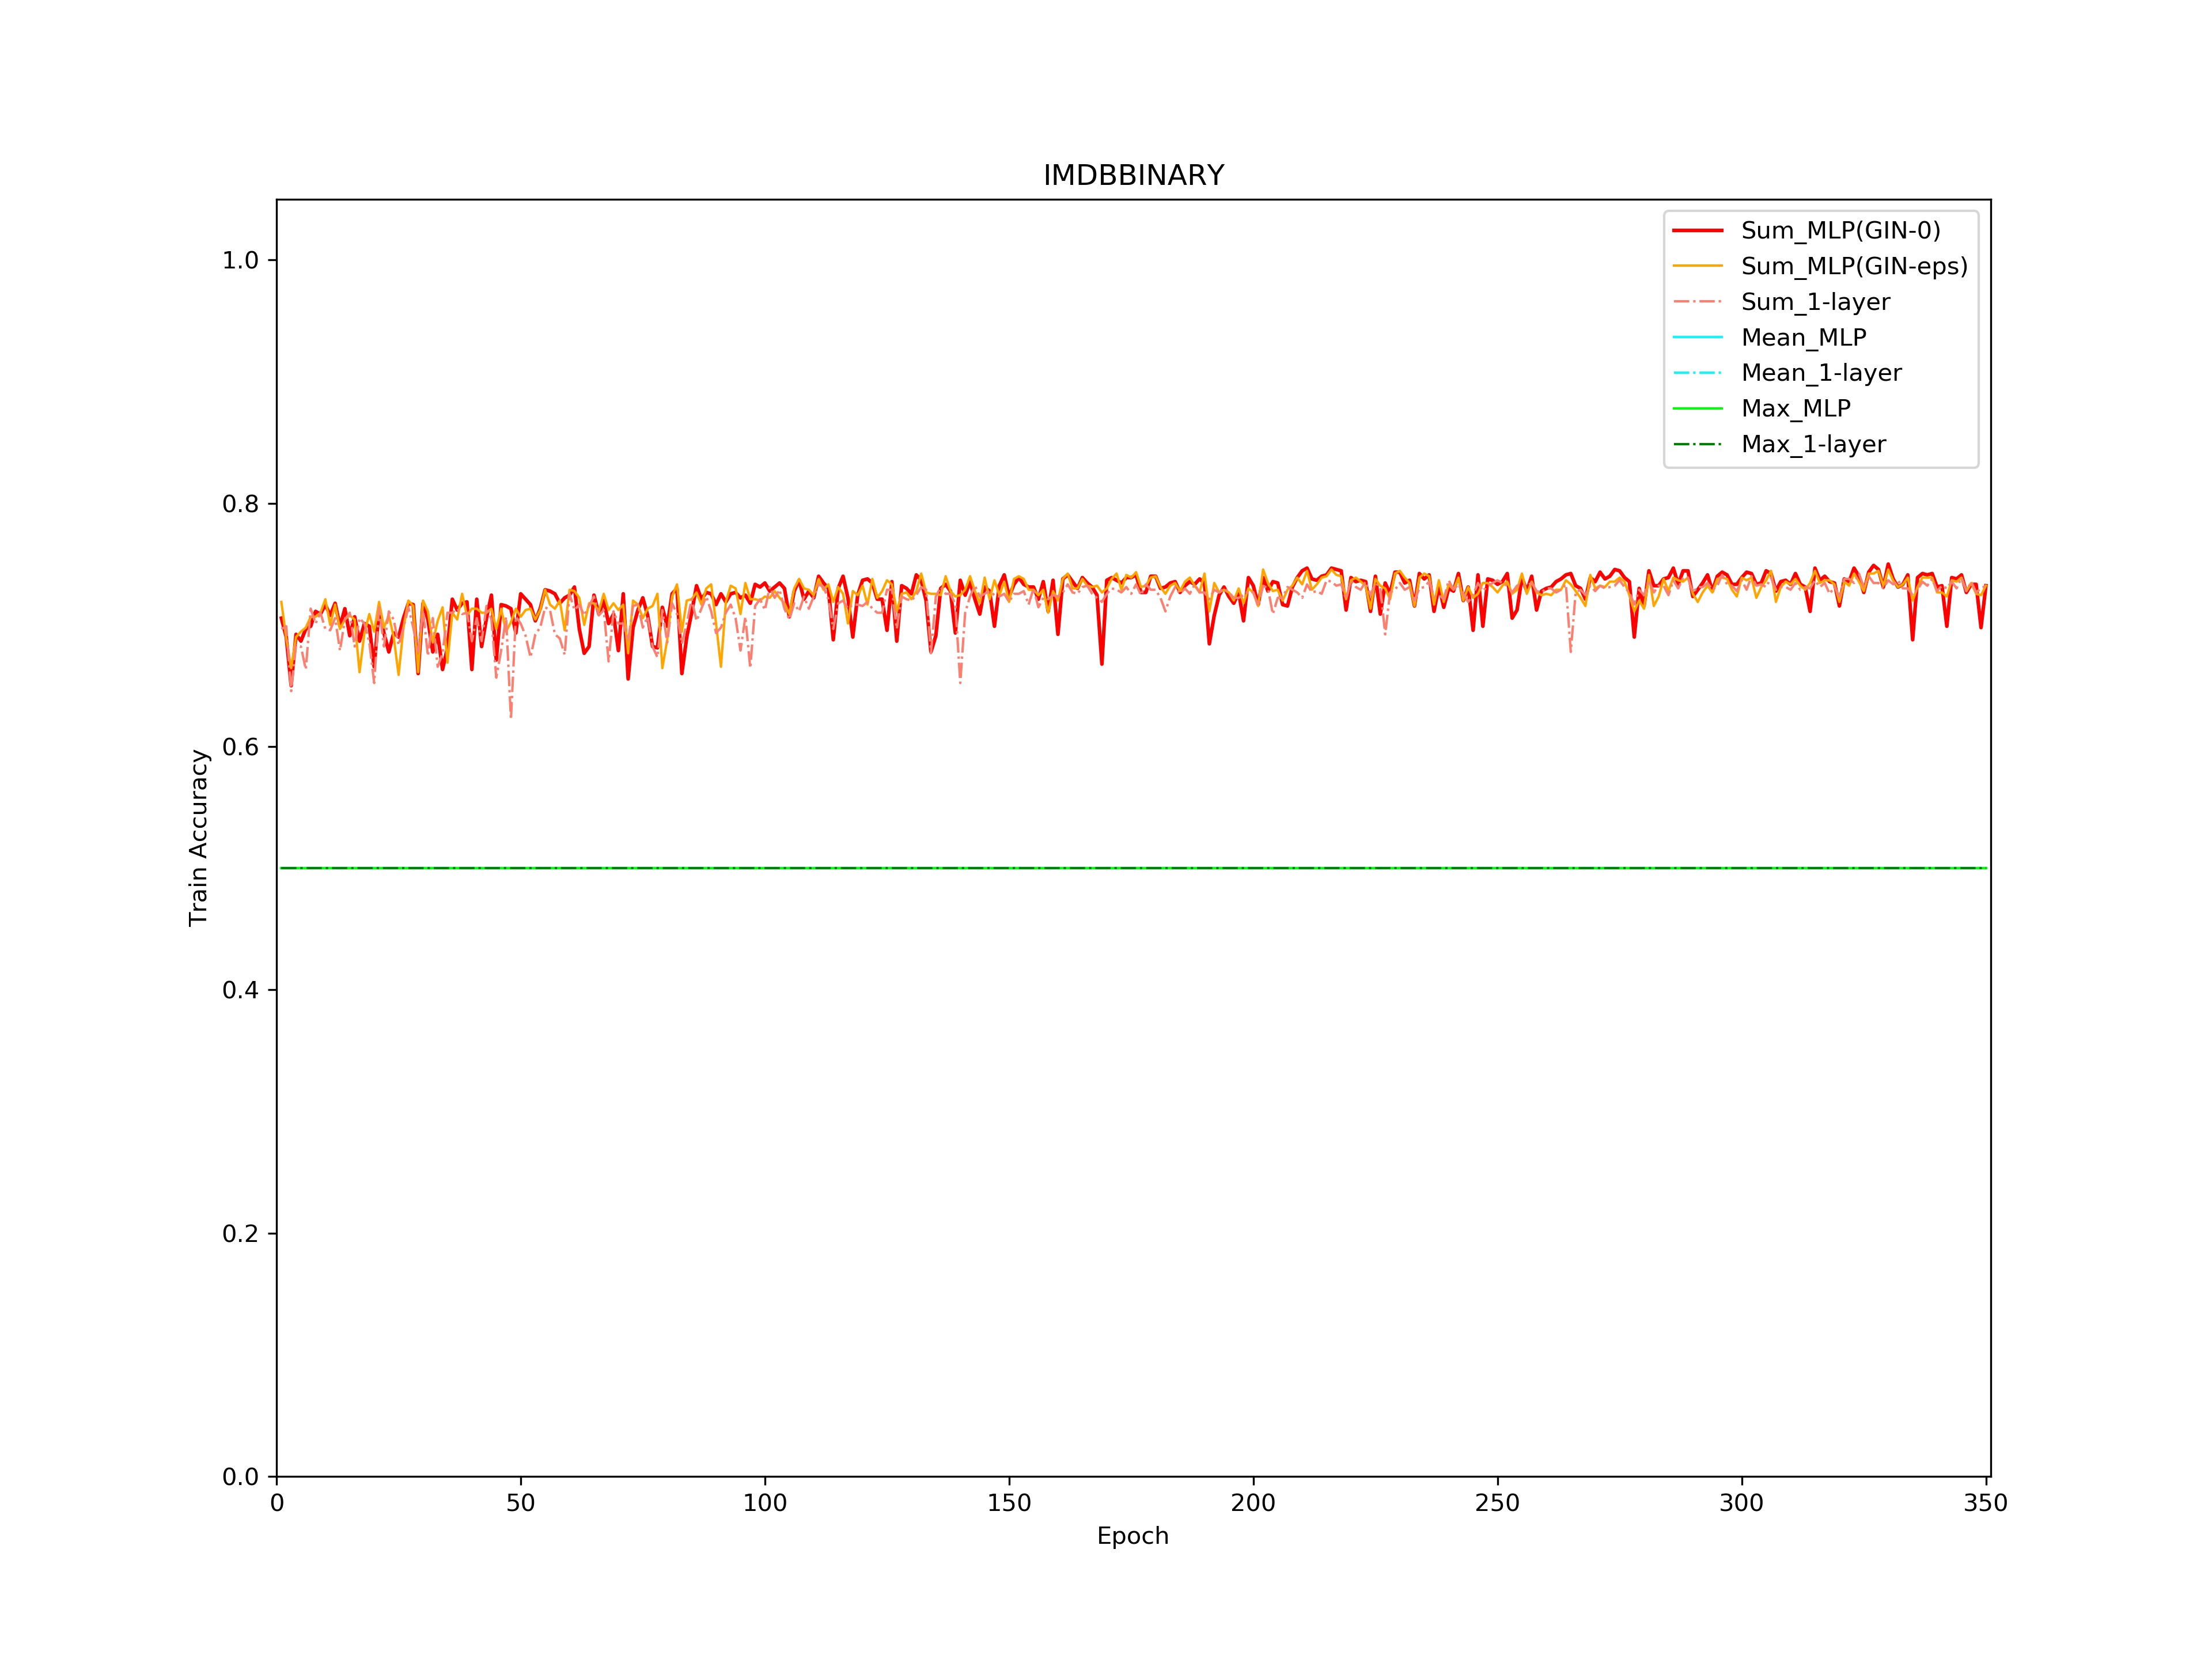 IMDBBINARY
Sum_MLP(GIN-0)
Sum_MLP(GIN-eps)
Sum_1-layer
Mean_MLP
Mean_1-layer
Max_MLP
Max_1-layer
Train Accuracy
1.0
0.8
0.6
0.4
0.2
0.0
0 50 100 150 200 250 300 350
Epoch